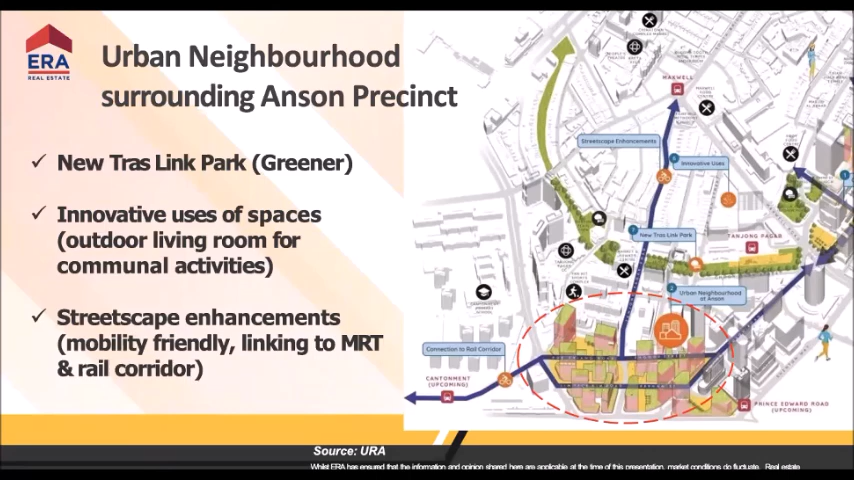 ERA
REAL ESTATE
Urban Neighbourhood
surrounding Anson Precinct
✓ New Tras Link Park (Greener)
✓ Innovative uses of spaces
(outdoor living room for
communal activities)
✓ Streetscape enhancements
(mobility friendly, linking to MRT
& rail corridor)
MAXWELL
Streetscape Enhancements
Innovative Uses
New Tras Link Park
TANJONG PAGAR
Urban Neighbourhood
at Anson
Connection to Rail Corridor
CANTONMENT
(UPCOMING)
PRINCE EDWARD ROAD
(UPCOMING)
Source: URA
Whilst ERA has ensured that the information and opinion shared here are applicable at the time of this presentation, market conditions do fluctuate. Real estate